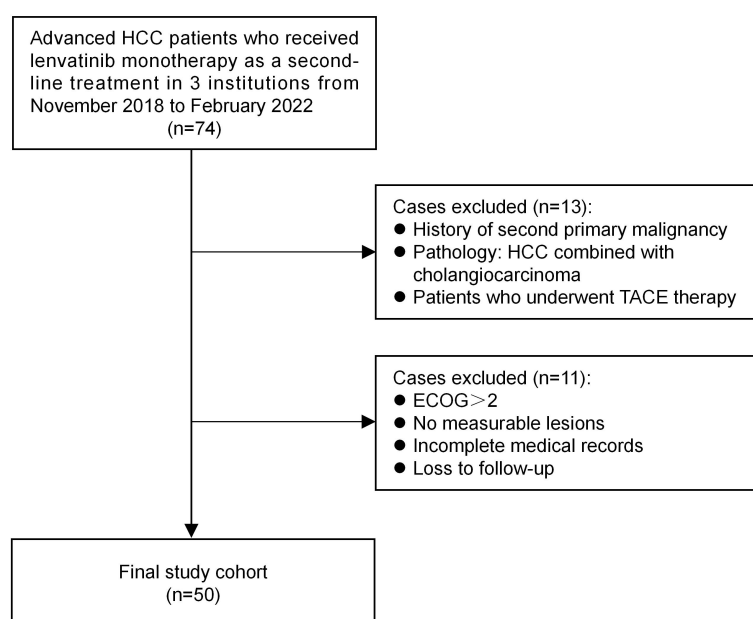 Advanced HCC patients who received
lenvatinib monotherapy as a second-
line treatment in 3 institutions from
November 2018 to February 2022
(n=74)
Cases excluded (n=13):
● History of second primary malignancy
● Pathology: HCC combined with
cholangiocarcinoma
● Patients who underwent TACE therapy
Cases excluded (n=11):
● ECOG＞2
● No measurable lesions
● Incomplete medical records
● Loss to follow-up
Final study cohort
(n=50)